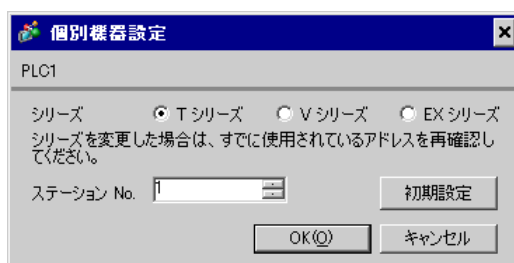 個別機器設定
PLC1
シリーズ Tシリーズ Vシリーズ EXシリーズ
シリーズを変更した場合は、すでに使用されているアドレスを再確認し
てください。
ステーション No. 1 初期設定
OK(O) キャンセル